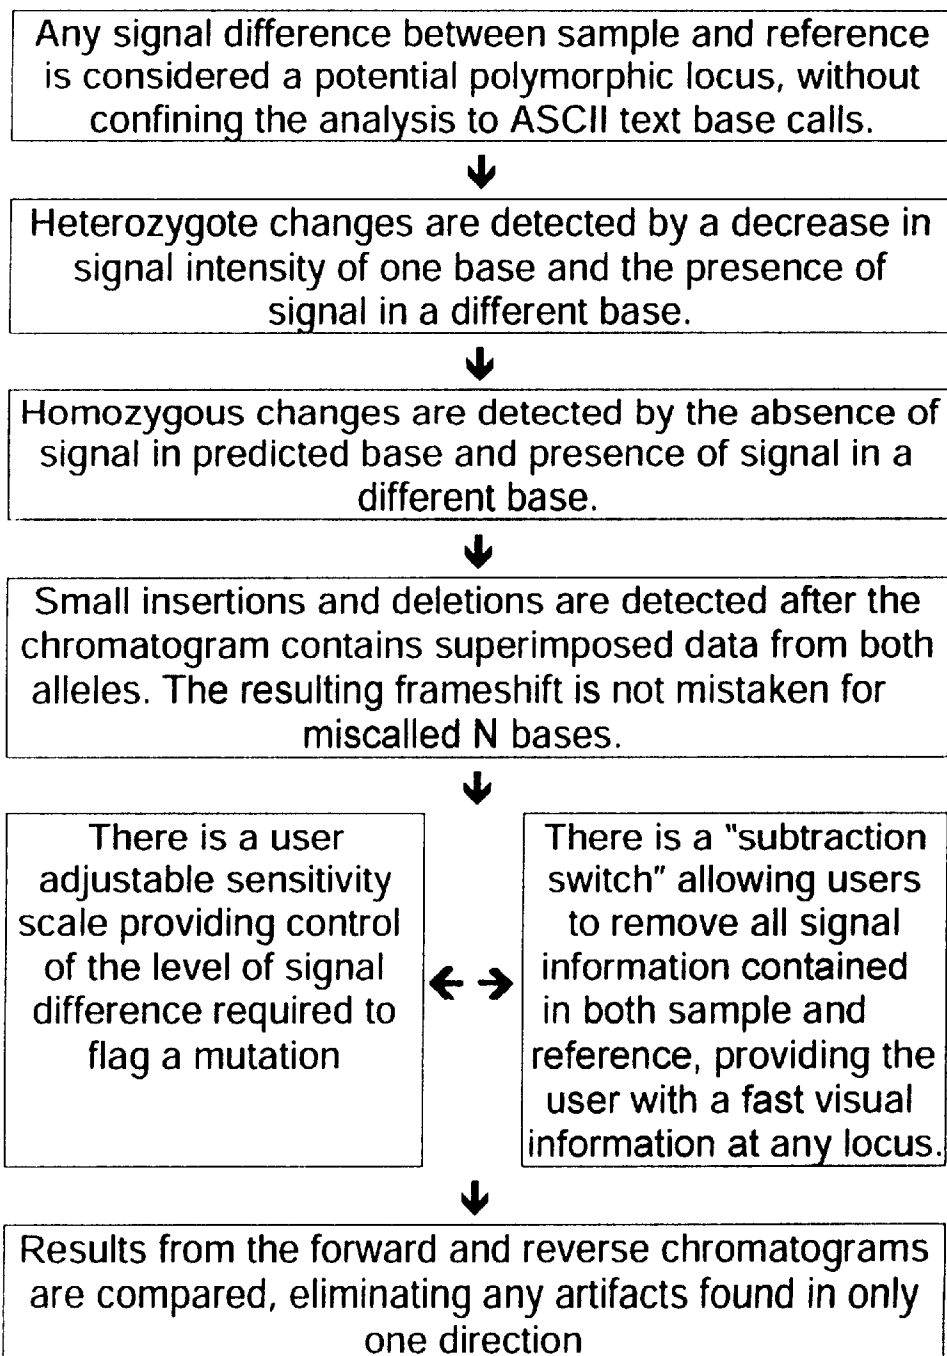 Any signal difference between sample and reference
is considered a potential polymorphic locus, without
confining the analysis to ASCII text base calls.
Heterozygote changes are detected by a decrease in
signal intensity of one base and the presence of
signal in a different base.
Homozygous changes are detected by the absence of
signal in predicted base and presence of signal in a
different base.
Small insertions and deletions are detected after the
chromatogram contains superimposed data from both
alleles. The resulting frameshift is not mistaken for
miscalled N bases.
There is a user
adjustable sensitivity
scale providing control
of the level of signal
difference required to
flag a mutation
There is a "subtraction
switch" allowing users
to remove all signal
information contained
in both sample and
reference, providing the
user with a fast visual
information at any locus.
Results from the forward and reverse chromatograms
are compared, eliminating any artifacts found in only
one direction